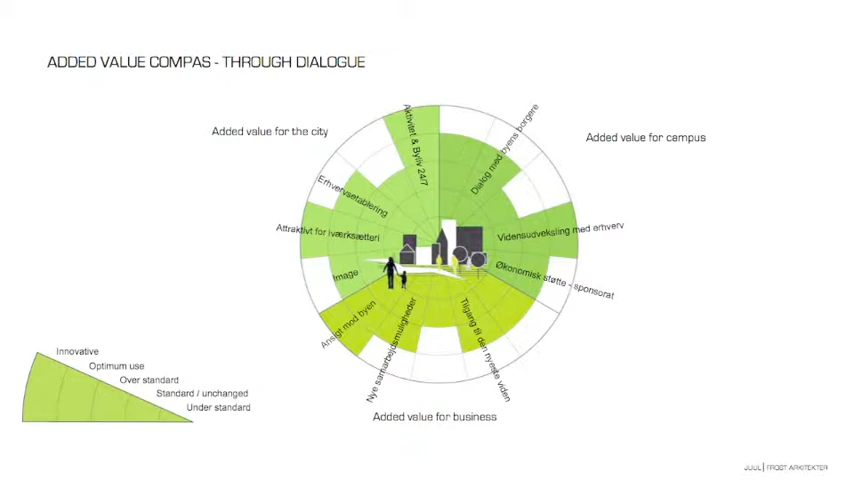 ADDED VALUE COMPAS - THROUGH DIALOGUE
Added value for the city
Added value for campus
Aktivitet & Byliv 24/7
Dialog med byens borgere
Erhvervsetablering
Attraktivt for iværksætteri
Vidensudveksling med erhverv
Image
Økonomisk støtte - sponsorat
Ansigt mod byen
Nye samarbejdsmuligheder
Tilgang til den nyeste viden
Added value for business
Innovative
Optimum use
Over standard
Standard / unchanged
Under standard
JUUL | FROST ARKITEKTER